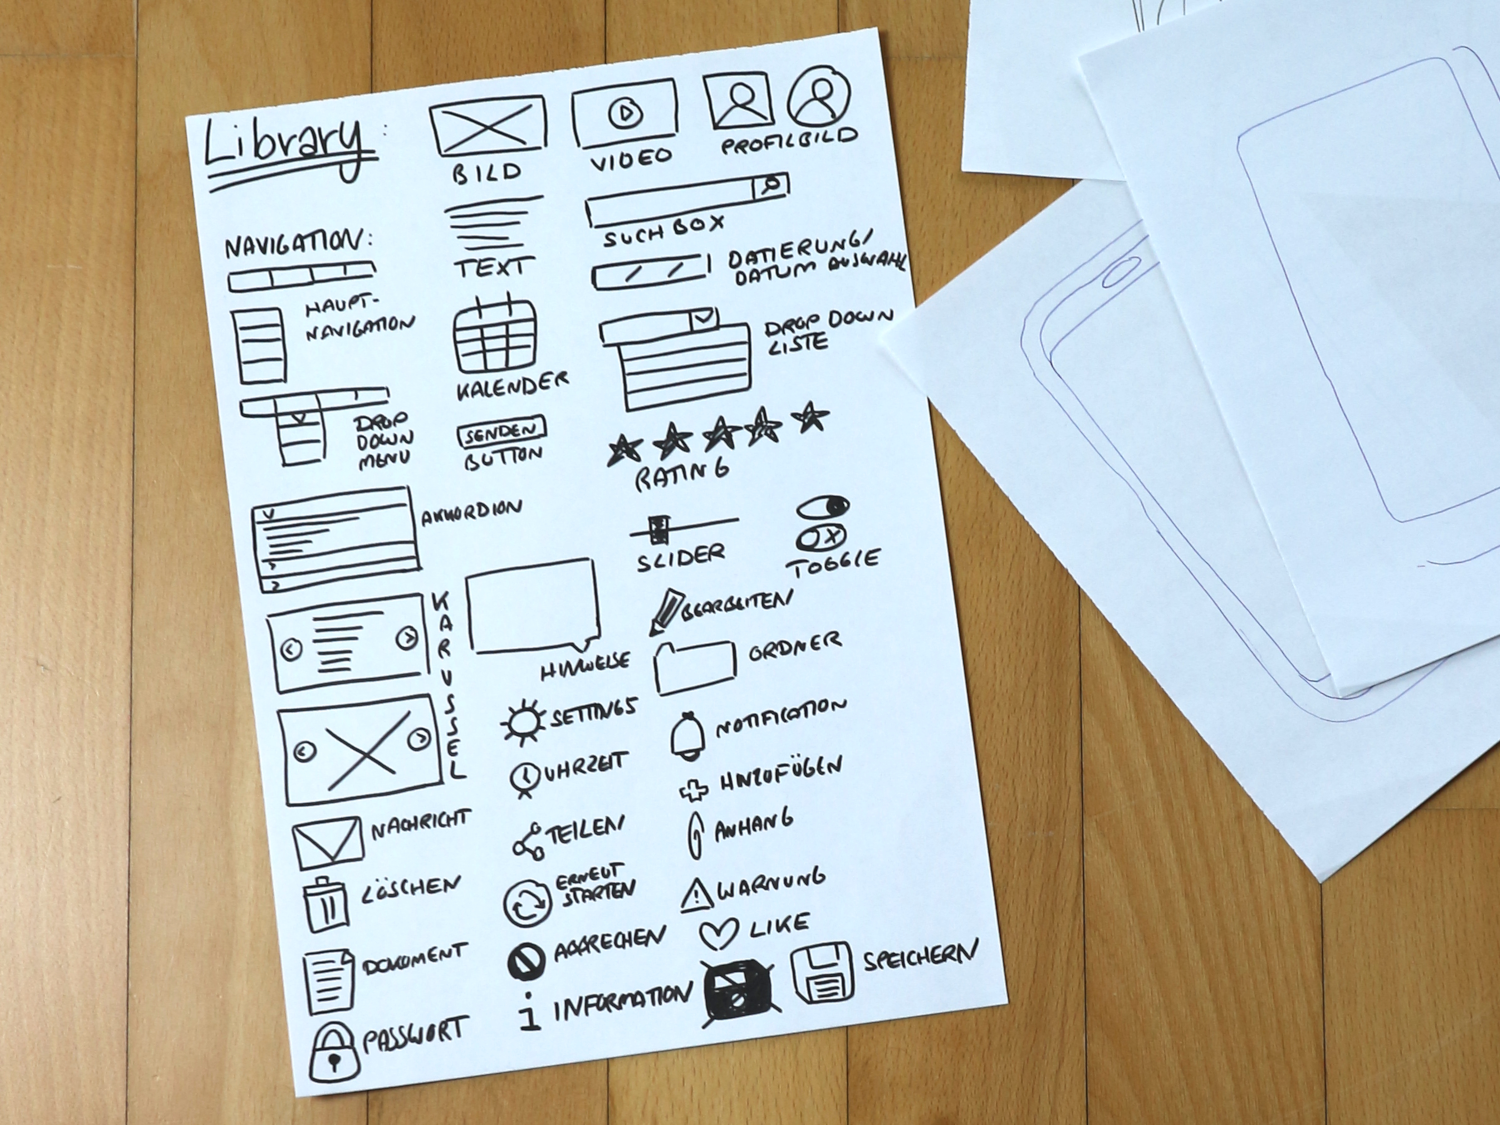 Library:
BILD
VIDEO
PROFILBILD
NAVIGATION:
TEXT
SUCHBOX
DATIERUNG/
DATUM AUSWAHL
HAUPT-
NAVIGATION
KALENDER
DROP DOWN
LISTE
DROP
DOWN
MENU
SENDEN
BUTTON
RATING
AKKORDION
SLIDER
TOGGLE
KARUSSEL
HINWEISE
BEARBEITEN
ORDNER
SETTINGS
NOTIFICATION
UHRZEIT
HINZUFÜGEN
NACHRICHT
TEILEN
ANHANG
LÖSCHEN
ERNEUT
STARTEN
WARNUNG
DOKUMENT
ABBRECHEN
LIKE
PASSWORT
i INFORMATION
SPEICHERN